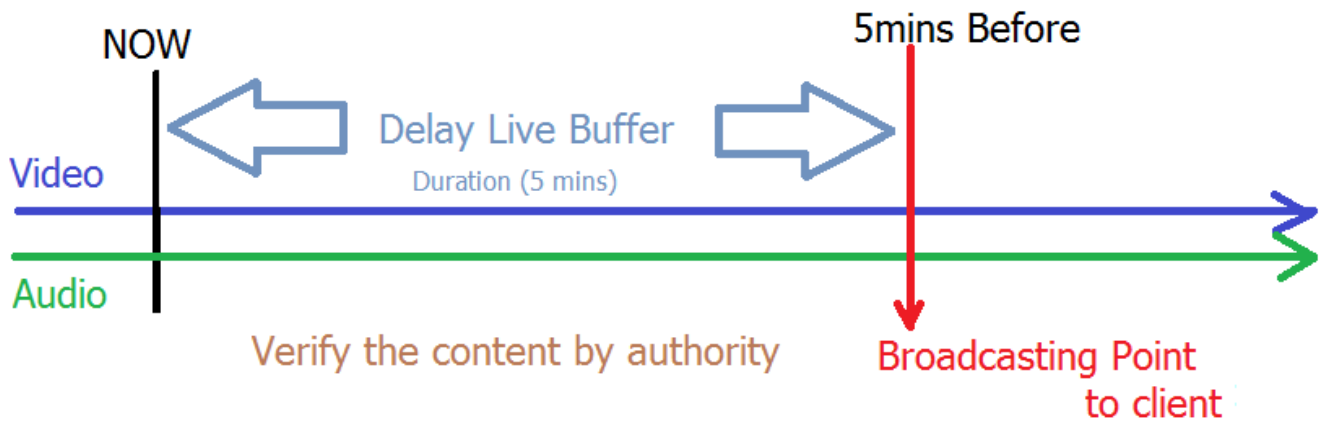 NOW
5mins Before
Delay Live Buffer
Duration (5 mins)
Video
Audio
Verify the content by authority
Broadcasting Point
to client